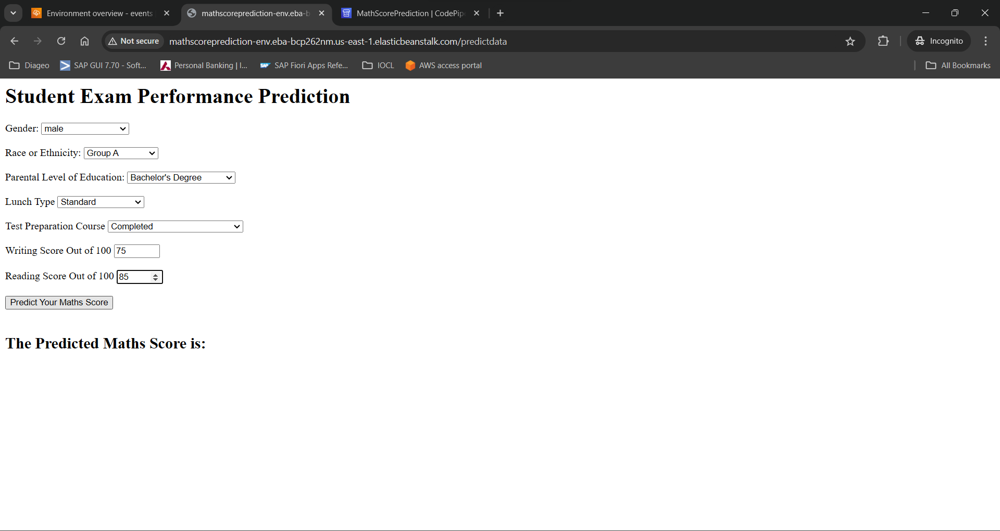 Environment overview - events
mathscoreprediction-env.eba-b
MathScorePrediction | CodePip
Not secure
mathscoreprediction-env.eba-bcp262nm.us-east-1.elasticbeanstalk.com/predictdata
Incognito
Diageo
SAP GUI 7.70 - Soft...
Personal Banking | I...
SAP Fiori Apps Refe...
IOCL
AWS access portal
All Bookmarks
Student Exam Performance Prediction
Gender: male
Race or Ethnicity: Group A
Parental Level of Education: Bachelor's Degree
Lunch Type Standard
Test Preparation Course Completed
Writing Score Out of 100 75
Reading Score Out of 100 85
Predict Your Maths Score
The Predicted Maths Score is: